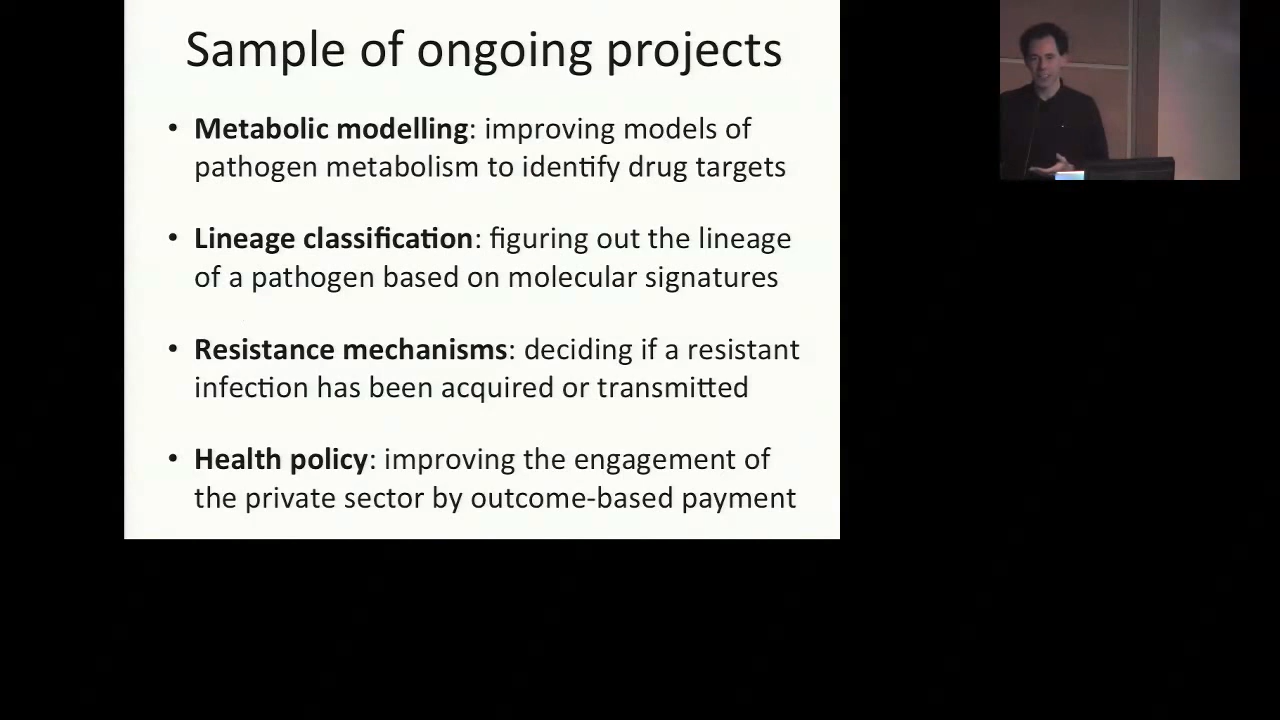 Sample of ongoing projects
• Metabolic modelling: improving models of
pathogen metabolism to identify drug targets
• Lineage classification: figuring out the lineage
of a pathogen based on molecular signatures
• Resistance mechanisms: deciding if a resistant
infection has been acquired or transmitted
• Health policy: improving the engagement of
the private sector by outcome-based payment